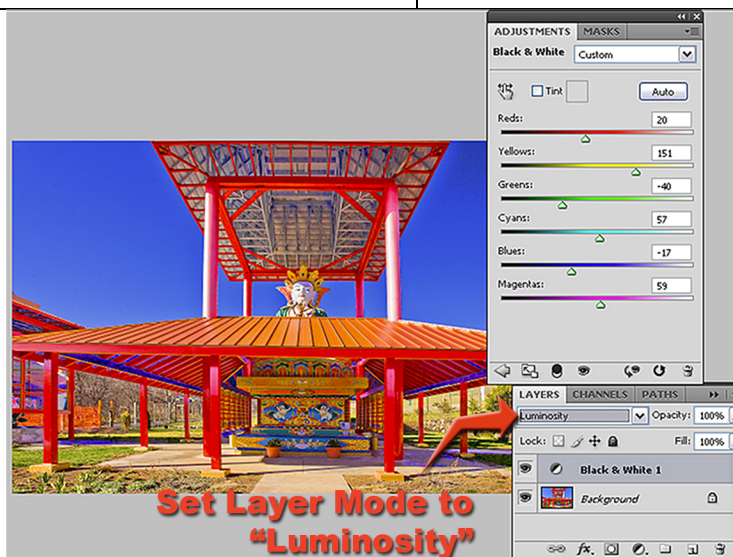 ADJUSTMENTS MASKS
Black & White Custom
Tint Auto
Reds: 20
Yellows: 151
Greens: -40
Cyans: 57
Blues: -17
Magentas: 59
LAYERS CHANNELS PATHS
Luminosity Opacity: 100%
Lock: Fill: 100%
Black & White 1
Background
fx.
Set Layer Mode to
“Luminosity”